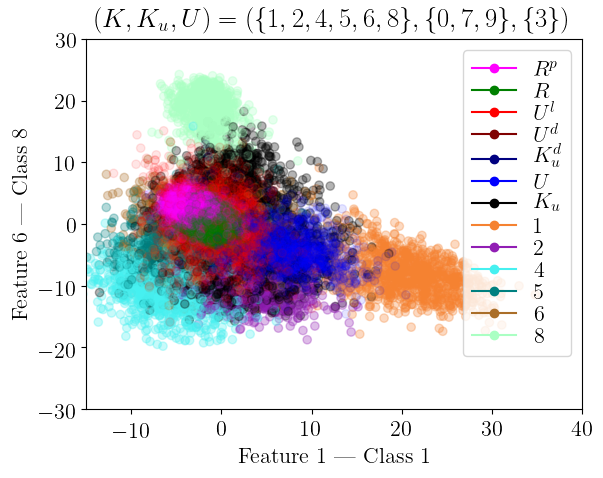 (K, K_u, U) = ({1, 2, 4, 5, 6, 8}, {0, 7, 9}, {3})
30
20
10
0
−10
−20
−30
Feature 6 — Class 8
R^p
R
U^l
U^d
K_u^d
U
K_u
1
2
4
5
6
8
−10
0
10
20
30
40
Feature 1 — Class 1